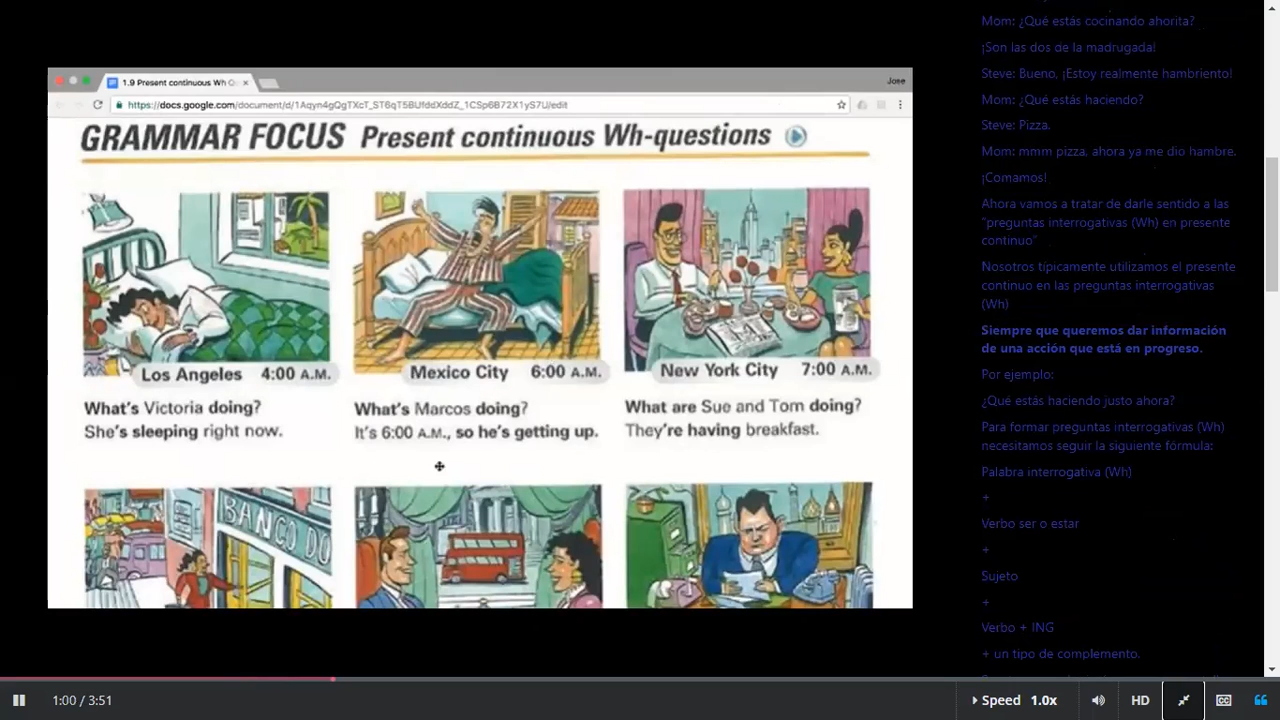 1.9 Present continuous Wh Q
Jose
https://docs.google.com/document/d/1Aqyn4gQgTXcT_ST6qT5BUfddXddZ_1CSp6B72X1yS7U/edit
GRAMMAR FOCUS Present continuous Wh-questions
Los Angeles 4:00 A.M.
What's Victoria doing?
She's sleeping right now.
Mexico City 6:00 A.M.
What's Marcos doing?
It's 6:00 A.M., so he's getting up.
New York City 7:00 A.M.
What are Sue and Tom doing?
They're having breakfast.
BANCO DO
Mom: ¿Qué estás cocinando ahorita?
¡Son las dos de la madrugada!
Steve: Bueno, ¡Estoy realmente hambriento!
Mom: ¿Qué estás haciendo?
Steve: Pizza.
Mom: mmm pizza, ahora ya me dio hambre.
¡Comamos!
Ahora vamos a tratar de darle sentido a las
"preguntas interrogativas (Wh) en presente
continuo"
Nosotros típicamente utilizamos el presente
continuo en las preguntas interrogativas
(Wh)
Siempre que queremos dar información
de una acción que está en progreso.
Por ejemplo:
¿Qué estás haciendo justo ahora?
Para formar preguntas interrogativas (Wh)
necesitamos seguir la siguiente fórmula:
Palabra interrogativa (Wh)
+
Verbo ser o estar
+
Sujeto
+
Verbo + ING
+ un tipo de complemento.
1:00 / 3:51
Speed 1.0x
HD
CC